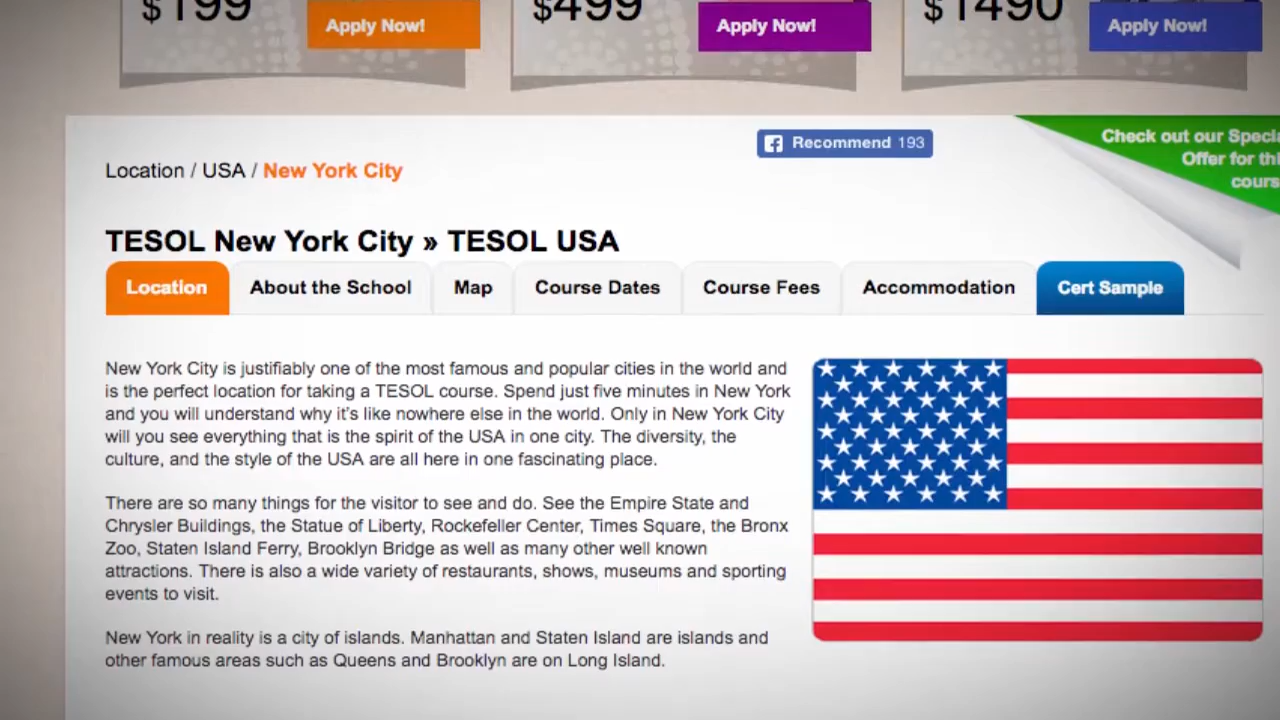 $199
Apply Now!
$499
Apply Now!
$1490
Apply Now!
Recommend 193
Check out our
Offer for
Location / USA / New York City
TESOL New York City » TESOL USA
Location
About the School
Map
Course Dates
Course Fees
Accommodation
Cert Sample
New York City is justifiably one of the most famous and popular cities in the world and
is the perfect location for taking a TESOL course. Spend just five minutes in New York
and you will understand why it's like nowhere else in the world. Only in New York City
will you see everything that is the spirit of the USA in one city. The diversity, the
culture, and the style of the USA are all here in one fascinating place.
There are so many things for the visitor to see and do. See the Empire State and
Chrysler Buildings, the Statue of Liberty, Rockefeller Center, Times Square, the Bronx
Zoo, Staten Island Ferry, Brooklyn Bridge as well as many other well known
attractions. There is also a wide variety of restaurants, shows, museums and sporting
events to visit.
New York in reality is a city of islands. Manhattan and Staten Island are islands and
other famous areas such as Queens and Brooklyn are on Long Island.